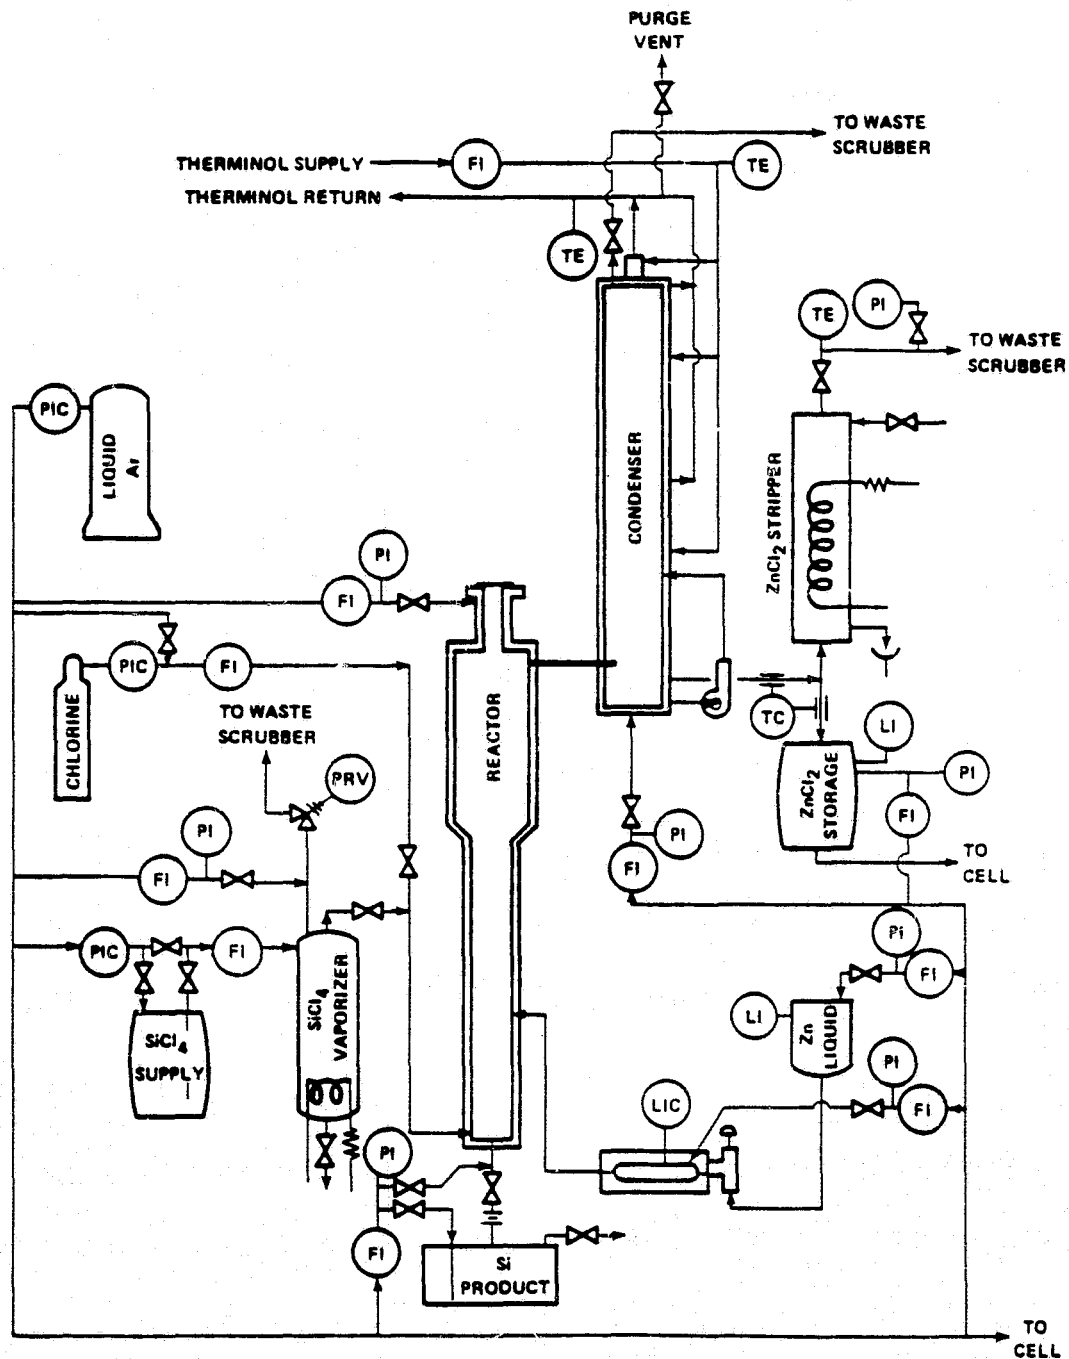 PURGE
VENT
TO WASTE
SCRUBBER
THERMINOL SUPPLY
FI
TE
THERMINOL RETURN
TE
TE
PI
TO WASTE
SCRUBBER
PIC
LIQUID
Ar
CONDENSER
ZnCl2 STRIPPER
PI
FI
PIC
FI
CHLORINE
TO WASTE
SCRUBBER
REACTOR
TC
LI
PRV
ZnCl2
STORAGE
PI
FI
PI
PI
FI
FI
TO
CELL
PI
FI
PIC
FI
SiCl4
VAPORIZER
LI
Zn
LIQUID
SiCl4
SUPPLY
PI
FI
LIC
PI
FI
Si
PRODUCT
TO
CELL